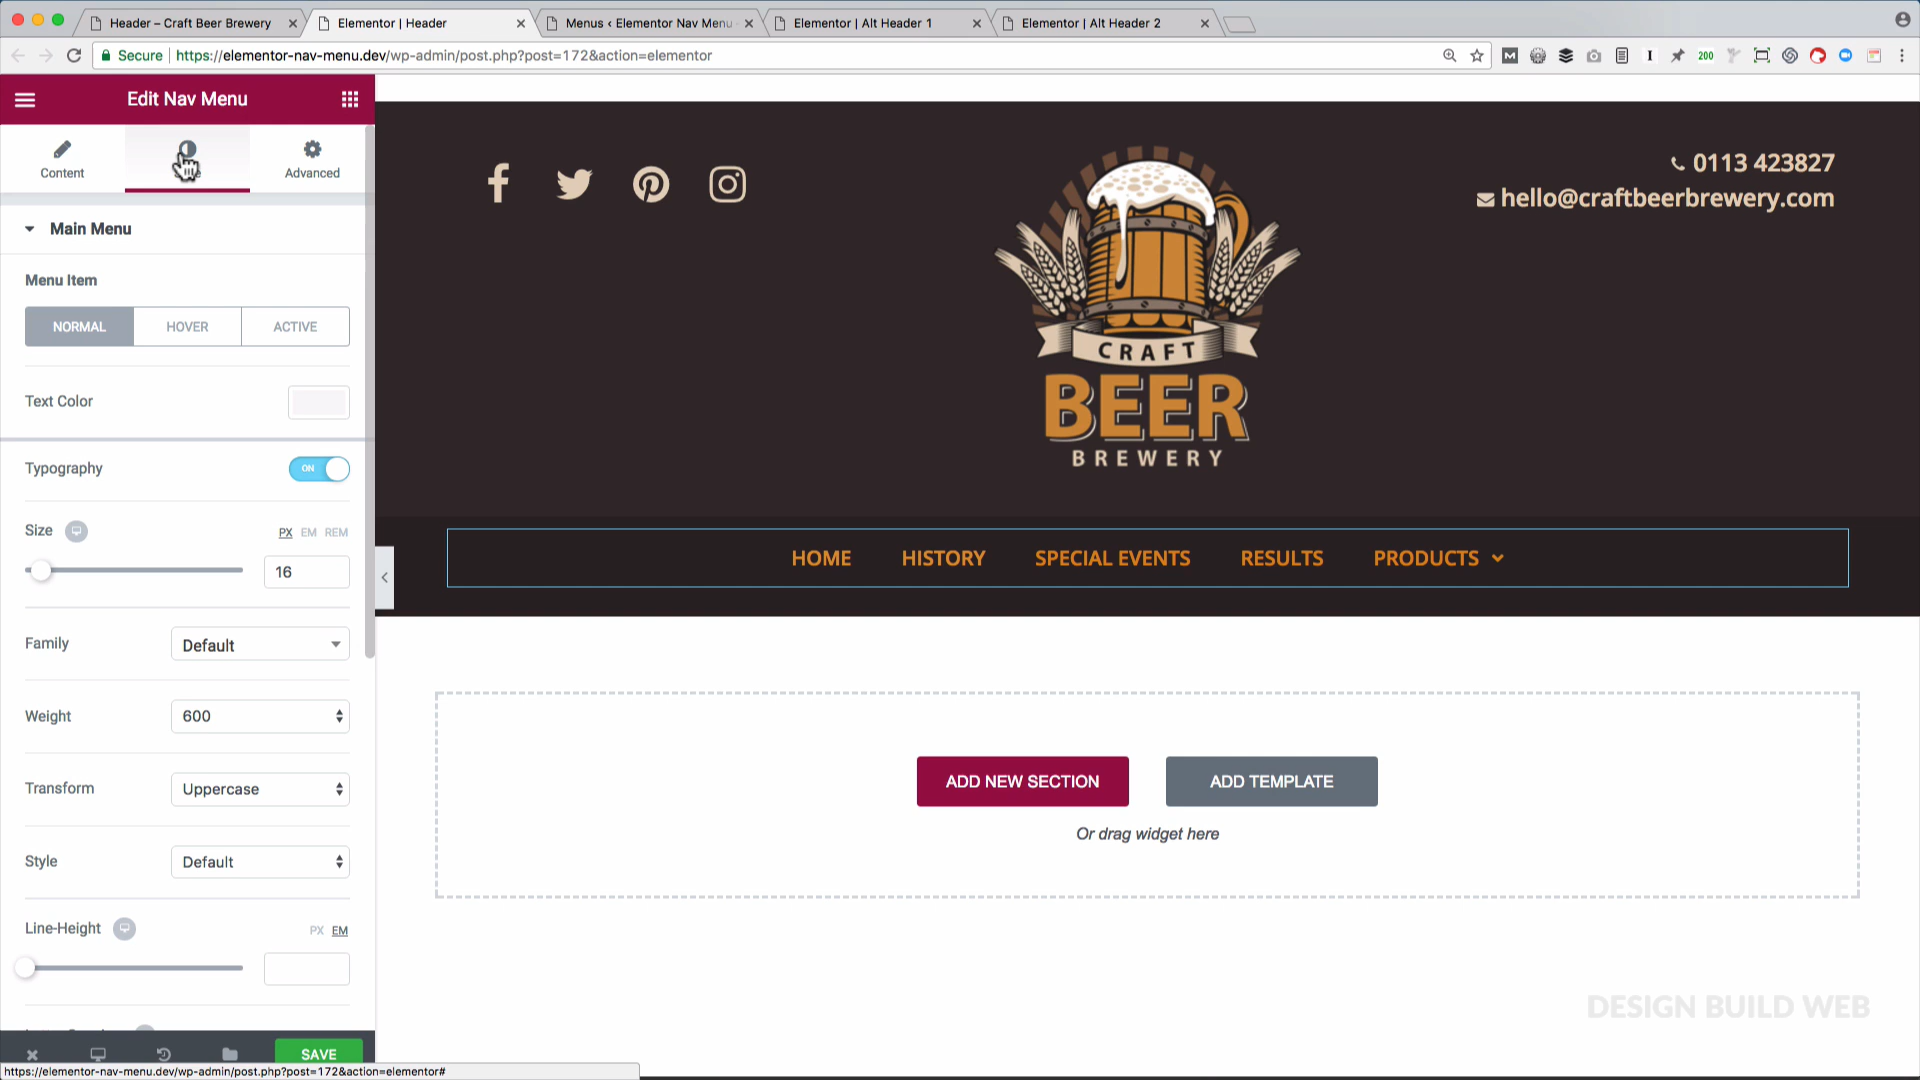 Header – Craft Beer Brewery
Elementor | Header
Menus ‹ Elementor Nav Menu
Elementor | Alt Header 1
Elementor | Alt Header 2
Secure
https://elementor-nav-menu.dev/wp-admin/post.php?post=172&action=elementor
200
Edit Nav Menu
Content
Advanced
Main Menu
Menu Item
NORMAL
HOVER
ACTIVE
Text Color
Typography
ON
Size
PX EM REM
16
Family
Default
Weight
600
Transform
Uppercase
Style
Default
Line-Height
PX EM
SAVE
https://elementor-nav-menu.dev/wp-admin/post.php?post=172&action=elementor#
0113 423827
hello@craftbeerbrewery.com
CRAFT
BEER
BREWERY
HOME
HISTORY
SPECIAL EVENTS
RESULTS
PRODUCTS
ADD NEW SECTION
ADD TEMPLATE
Or drag widget here
DESIGN BUILD WEB